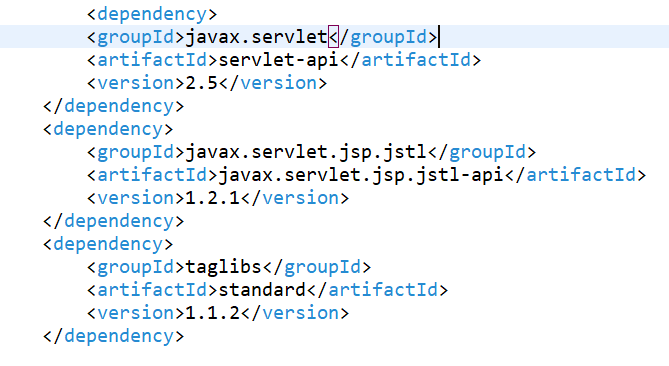 <dependency>
<groupId>javax.servlet</groupId>
<artifactId>servlet-api</artifactId>
<version>2.5</version>
</dependency>
<dependency>
<groupId>javax.servlet.jsp.jstl</groupId>
<artifactId>javax.servlet.jsp.jstl-api</artifactId>
<version>1.2.1</version>
</dependency>
<dependency>
<groupId>taglibs</groupId>
<artifactId>standard</artifactId>
<version>1.1.2</version>
</dependency>